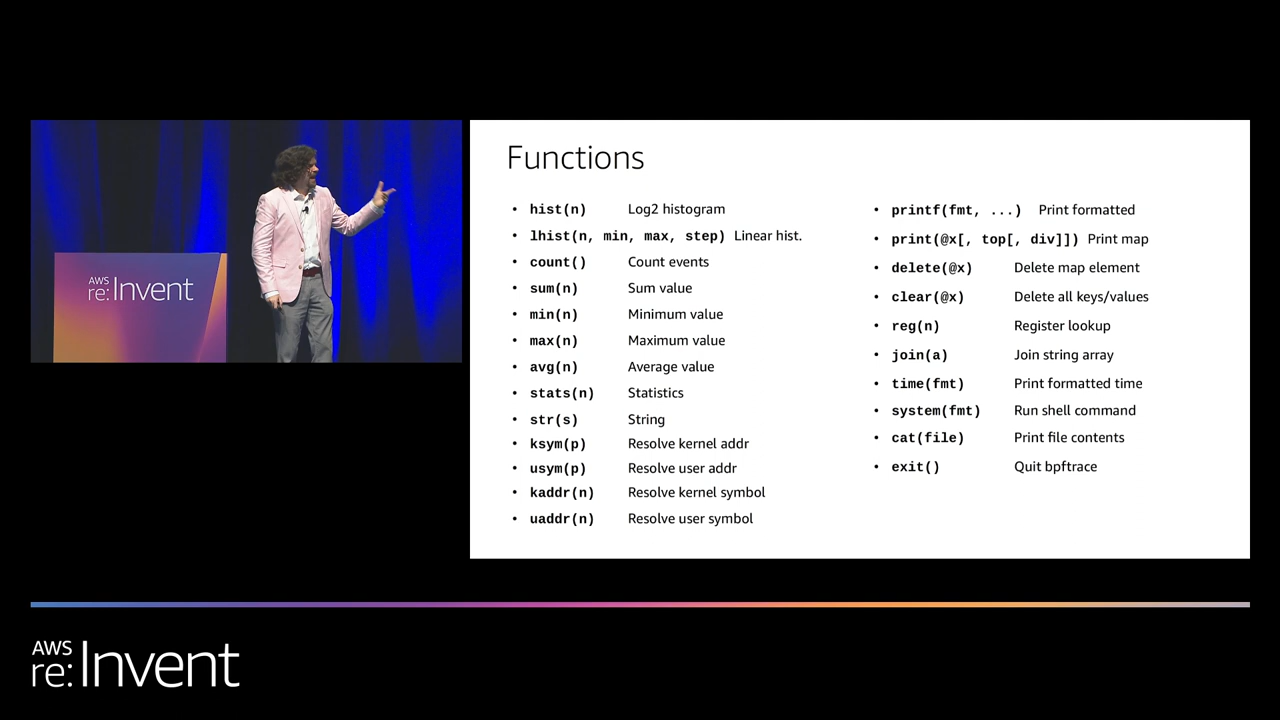 AWS
re:Invent
Functions
• hist(n) Log2 histogram
• lhist(n, min, max, step) Linear hist.
• count() Count events
• sum(n) Sum value
• min(n) Minimum value
• max(n) Maximum value
• avg(n) Average value
• stats(n) Statistics
• str(s) String
• ksym(p) Resolve kernel addr
• usym(p) Resolve user addr
• kaddr(n) Resolve kernel symbol
• uaddr(n) Resolve user symbol
• printf(fmt, ...) Print formatted
• print(@x[, top[, div]]) Print map
• delete(@x) Delete map element
• clear(@x) Delete all keys/values
• reg(n) Register lookup
• join(a) Join string array
• time(fmt) Print formatted time
• system(fmt) Run shell command
• cat(file) Print file contents
• exit() Quit bpftrace
AWS
re:Invent